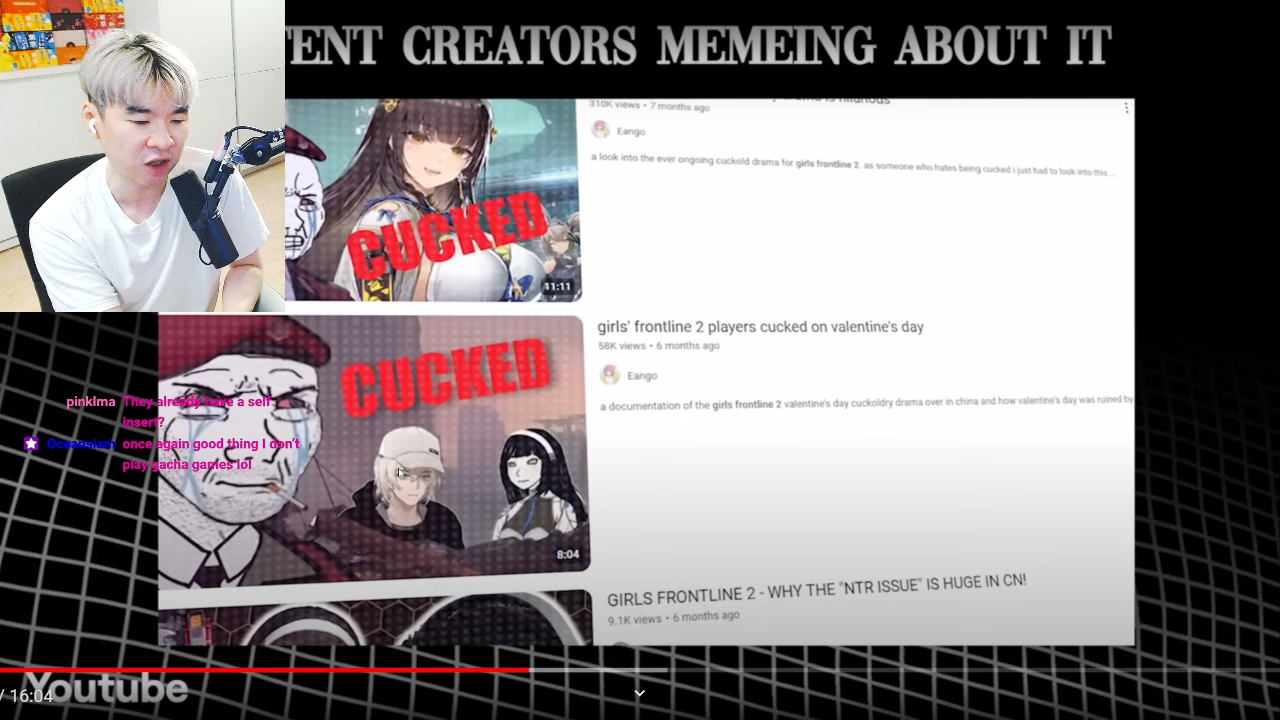 TENT CREATORS MEMEING ABOUT IT
310K views • 7 months ago
Eango
a look into the ever ongoing cuckold drama for girls frontline 2. as someone who hates being cucked i just had to look into this ...
CUCKED
11:11
girls' frontline 2 players cucked on valentine's day
58K views • 6 months ago
Eango
a documentation of the girls frontline 2 valentine's day cuckoldry drama over in china and how valentine's day was ruined by
CUCKED
8:04
pinklma They already have a self
insert?
Oceansiam once again good thing I don't
play gacha games lol
GIRLS FRONTLINE 2 - WHY THE "NTR ISSUE" IS HUGE IN CN!
9.1K views • 6 months ago
/ 16:04
Youtube